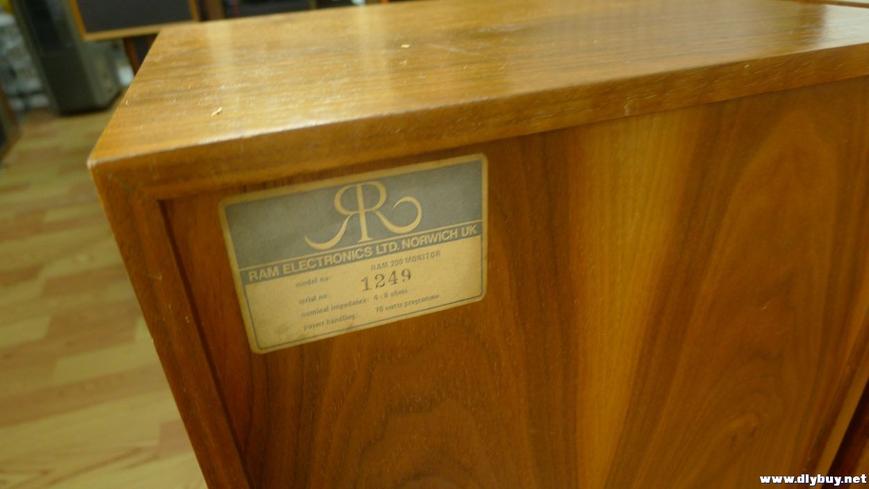 RAM ELECTRONICS LTD. NORWICH UK
model no: RAM 200 MONITOR
serial no: 1249
nominal impedance: 4-8 ohms
power handling: 70 watts programme
www.dlybuy.net